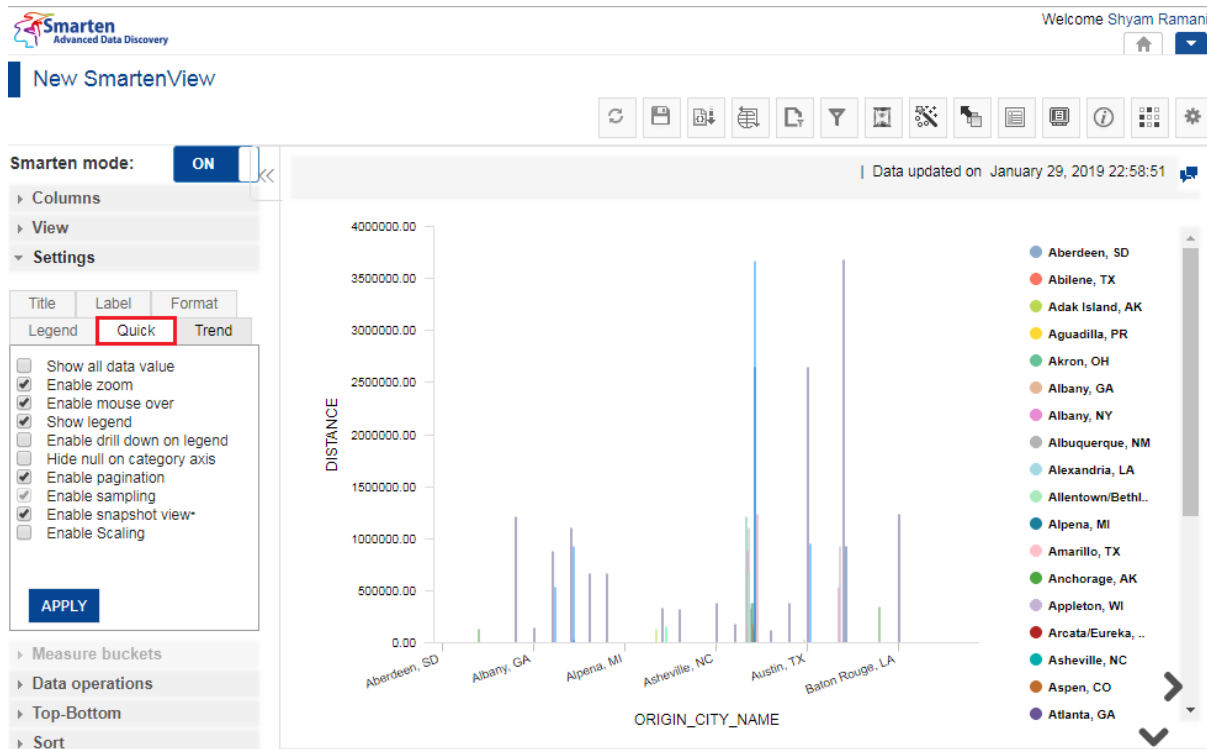 Smarten
Advanced Data Discovery
Welcome Shyam Ramani
New SmartenView
Smarten mode: ON
Columns
View
Settings
Title Label Format
Legend Quick Trend
Show all data value
Enable zoom
Enable mouse over
Show legend
Enable drill down on legend
Hide null on category axis
Enable pagination
Enable sampling
Enable snapshot view*
Enable Scaling
APPLY
Measure buckets
Data operations
Top-Bottom
Sort
| Data updated on January 29, 2019 22:58:51
4000000.00
3500000.00
3000000.00
2500000.00
2000000.00
1500000.00
1000000.00
500000.00
0.00
DISTANCE
Aberdeen, SD
Albany, GA
Alpena, MI
Asheville, NC
Austin, TX
Baton Rouge, LA
ORIGIN_CITY_NAME
Aberdeen, SD
Abilene, TX
Adak Island, AK
Aguadilla, PR
Akron, OH
Albany, GA
Albany, NY
Albuquerque, NM
Alexandria, LA
Allentown/Bethl..
Alpena, MI
Amarillo, TX
Anchorage, AK
Appleton, WI
Arcata/Eureka, ..
Asheville, NC
Aspen, CO
Atlanta, GA